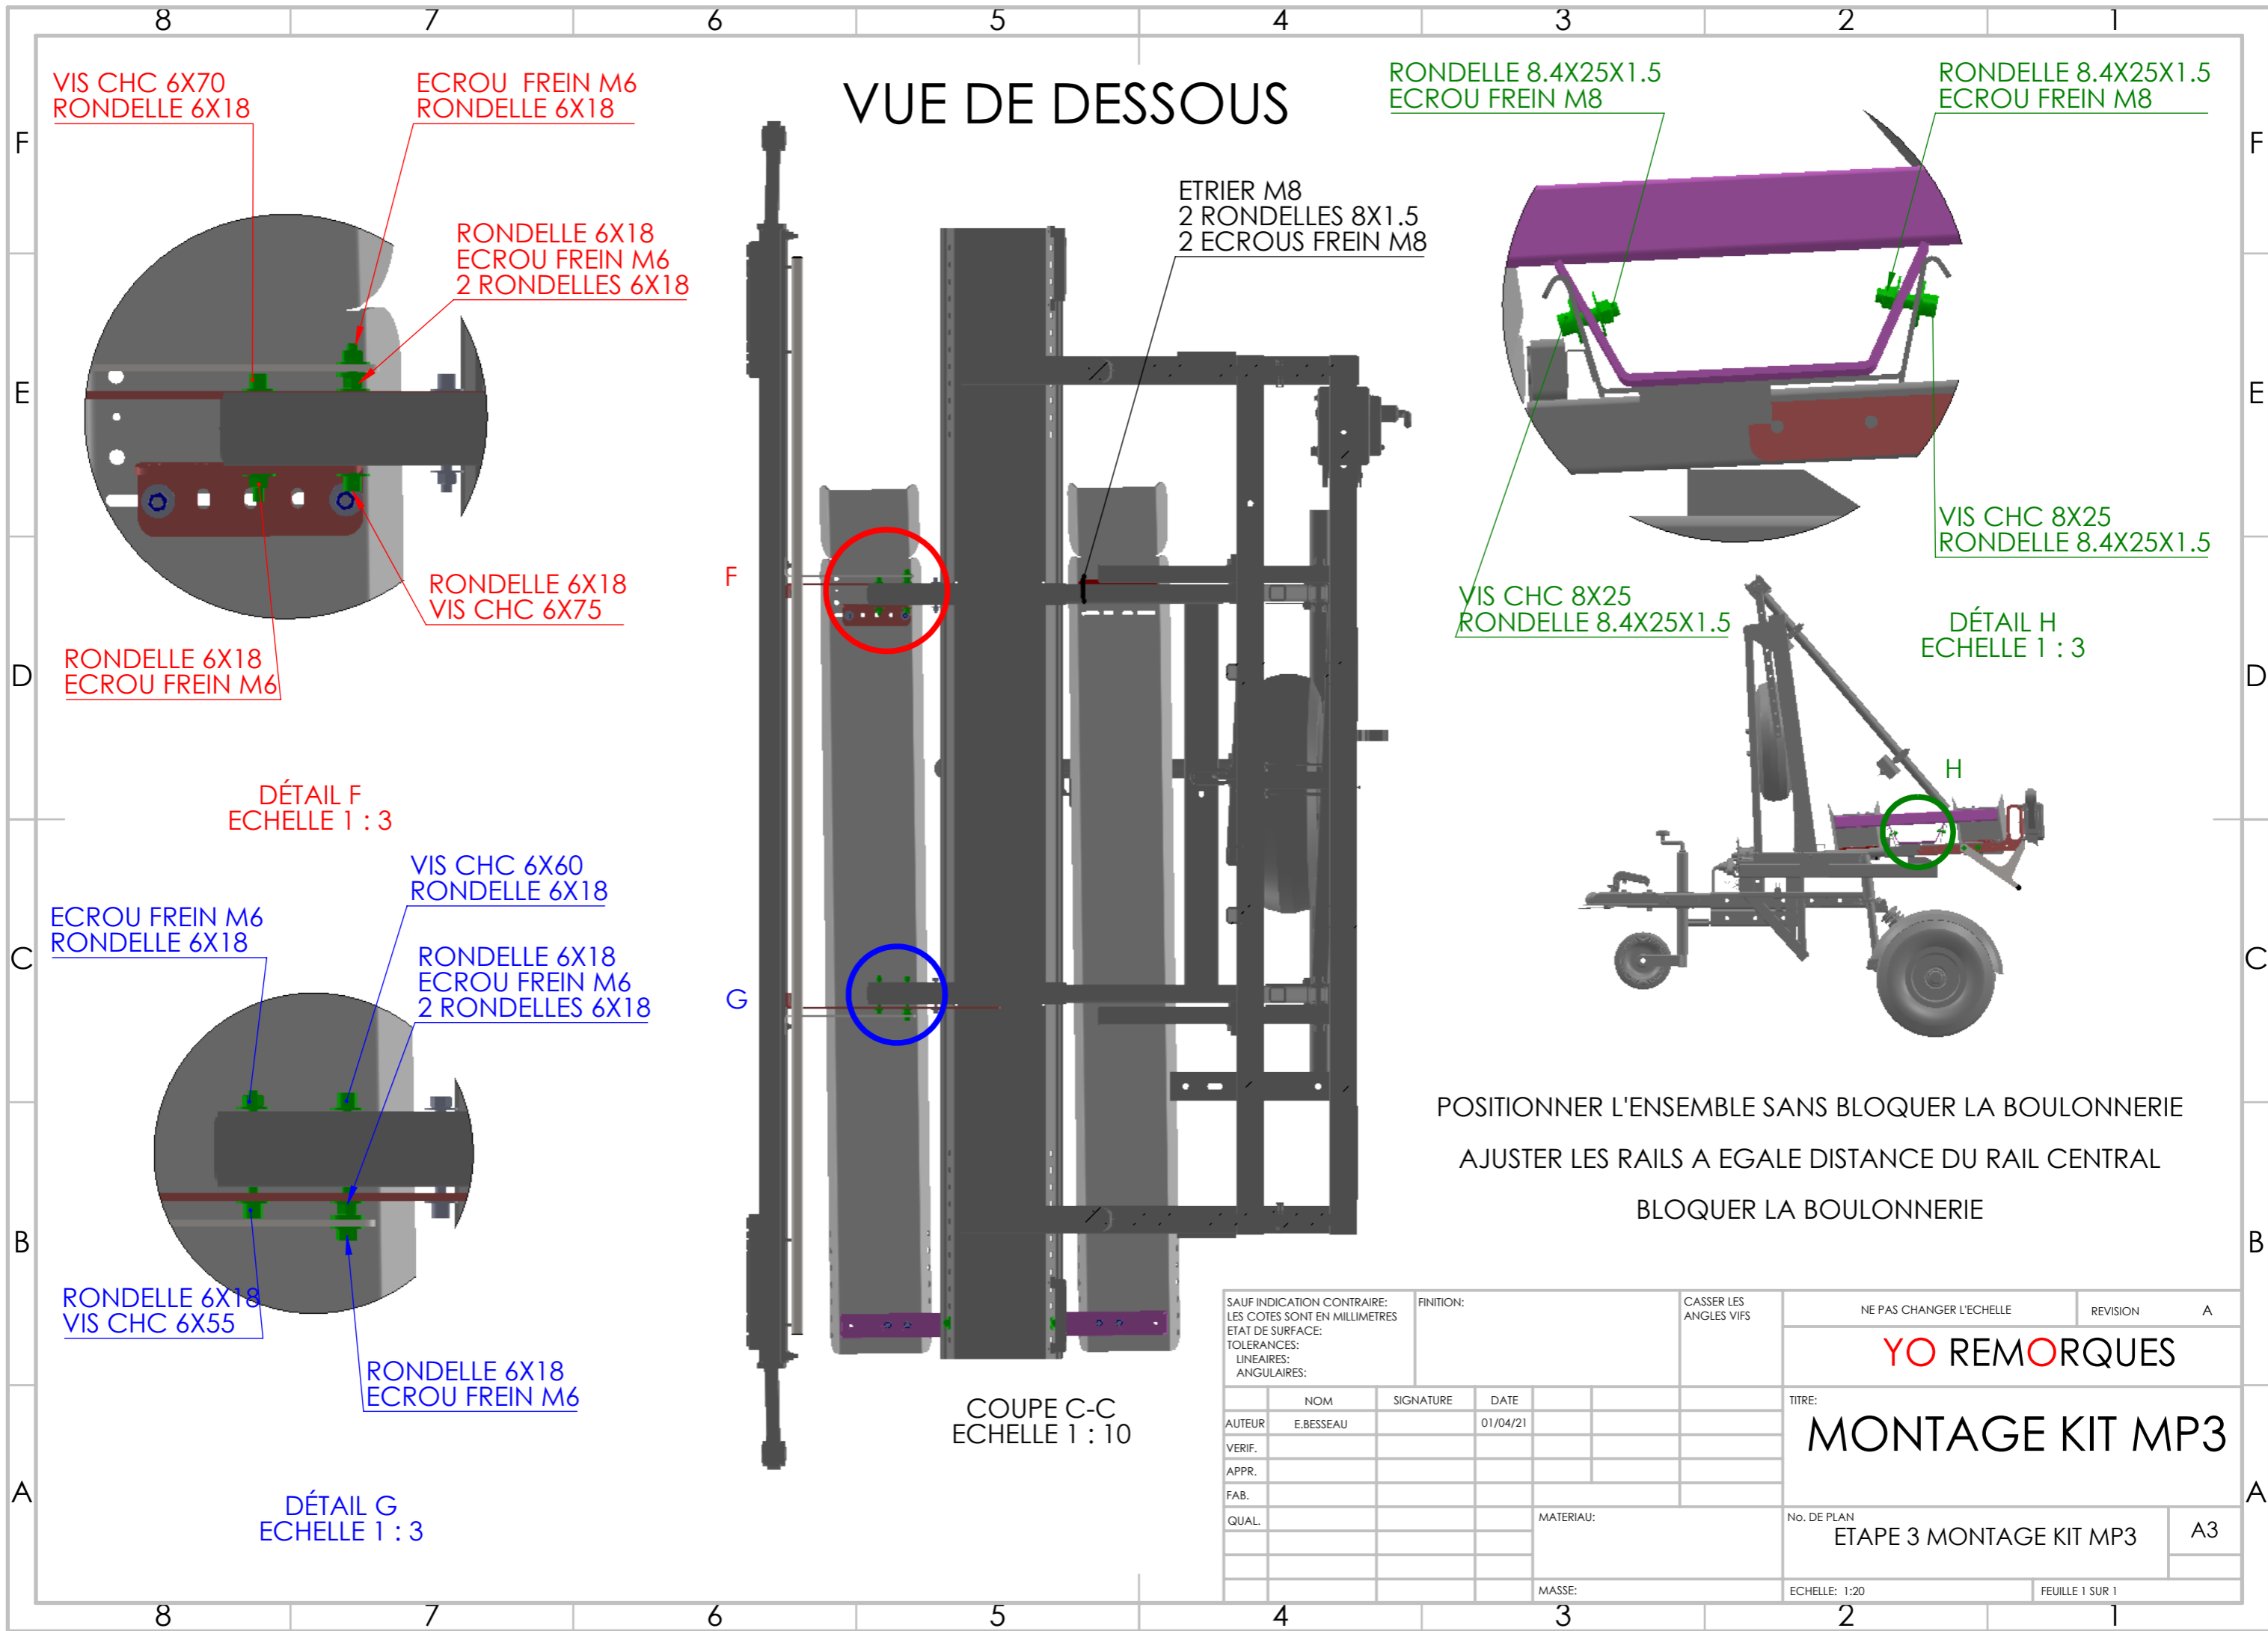 8 7 6 5 4 3 2 1
F
E
D
C
B
A
F
E
D
C
B
A
VUE DE DESSOUS
VIS CHC 6X70
RONDELLE 6X18
ECROU  FREIN M6
RONDELLE 6X18
RONDELLE 6X18
ECROU FREIN M6
2 RONDELLES 6X18
RONDELLE 6X18
VIS CHC 6X75
RONDELLE 6X18
ECROU FREIN M6
DÉTAIL F
ECHELLE 1 : 3
ETRIER M8
2 RONDELLES 8X1.5
2 ECROUS FREIN M8
F
G
RONDELLE 8.4X25X1.5
ECROU FREIN M8
RONDELLE 8.4X25X1.5
ECROU FREIN M8
VIS CHC 8X25
RONDELLE 8.4X25X1.5
VIS CHC 8X25
RONDELLE 8.4X25X1.5
DÉTAIL H
ECHELLE 1 : 3
H
VIS CHC 6X60
RONDELLE 6X18
ECROU FREIN M6
RONDELLE 6X18
RONDELLE 6X18
ECROU FREIN M6
2 RONDELLES 6X18
RONDELLE 6X18
VIS CHC 6X55
RONDELLE 6X18
ECROU FREIN M6
DÉTAIL G
ECHELLE 1 : 3
COUPE C-C
ECHELLE 1 : 10
POSITIONNER L'ENSEMBLE SANS BLOQUER LA BOULONNERIE
AJUSTER LES RAILS A EGALE DISTANCE DU RAIL CENTRAL
BLOQUER LA BOULONNERIE
SAUF INDICATION CONTRAIRE:
LES COTES SONT EN MILLIMETRES
ETAT DE SURFACE:
TOLERANCES:
LINEAIRES:
ANGULAIRES:
FINITION:
CASSER LES
ANGLES VIFS
NE PAS CHANGER L'ECHELLE
REVISION A
YO REMORQUES
NOM SIGNATURE DATE
AUTEUR E.BESSEAU 01/04/21
VERIF.
APPR.
FAB.
QUAL.
MATERIAU:
MASSE:
TITRE:
MONTAGE KIT MP3
No. DE PLAN
ETAPE 3 MONTAGE KIT MP3
A3
ECHELLE: 1:20
FEUILLE 1 SUR 1
8 7 6 5 4 3 2 1